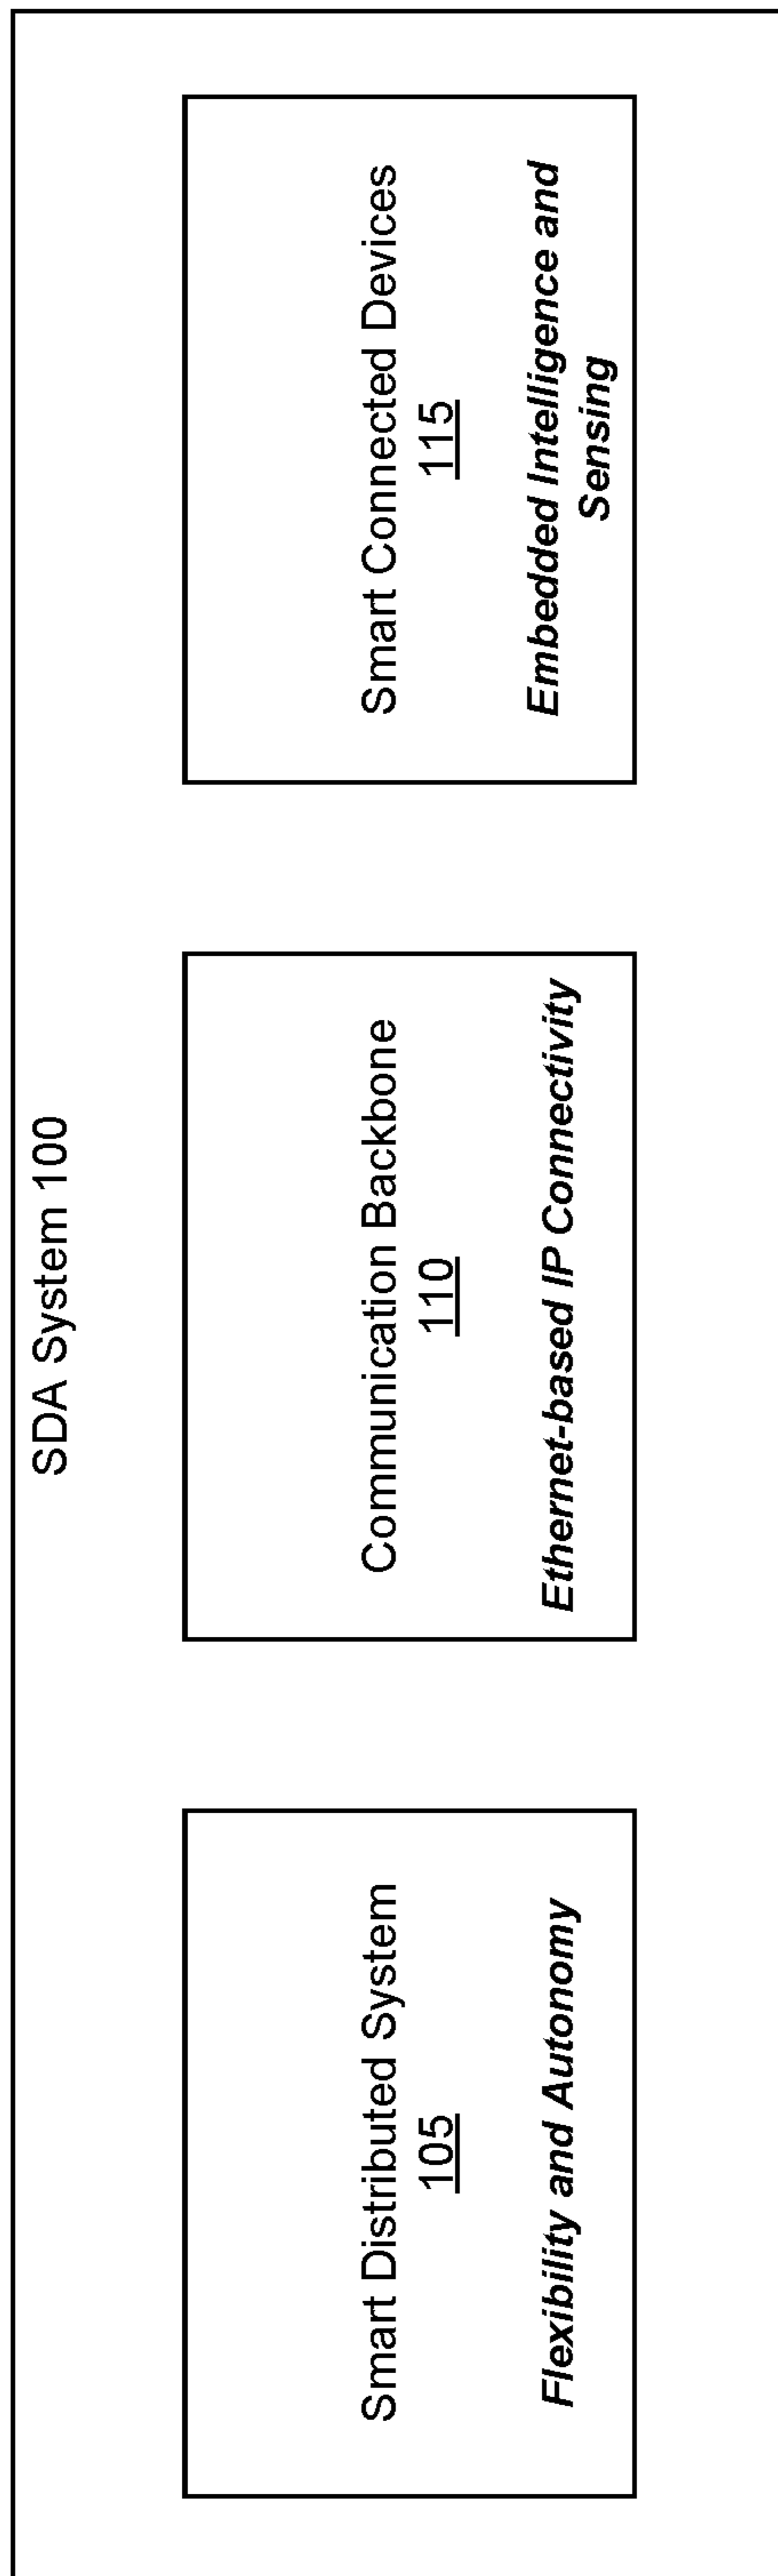 SDA System 100
Smart Distributed System
105
Flexibility and Autonomy
Communication Backbone
110
Ethernet-based IP Connectivity
Smart Connected Devices
115
Embedded Intelligence and
Sensing